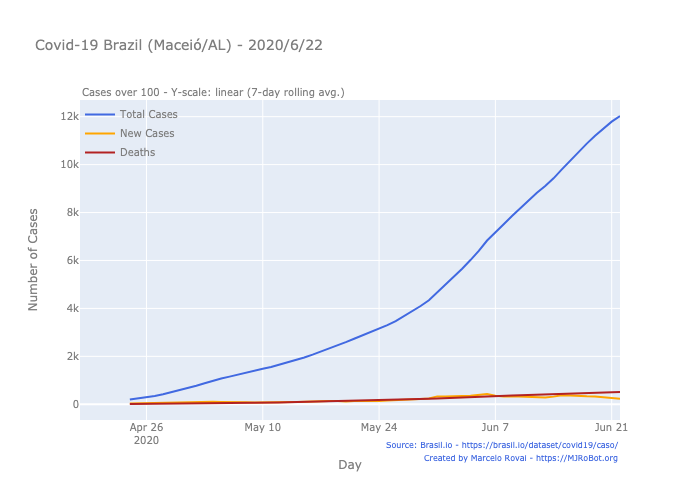 Covid-19 Brazil (Maceió/AL) - 2020/6/22
Cases over 100 - Y-scale: linear (7-day rolling avg.)
Total Cases
New Cases
Deaths
12k
10k
8k
6k
4k
2k
0
Number of Cases
Apr 26
2020
May 10
May 24
Jun 7
Jun 21
Day
Source: Brasil.io - https://brasil.io/dataset/covid19/caso/
Created by Marcelo Rovai - https://MJRoBot.org